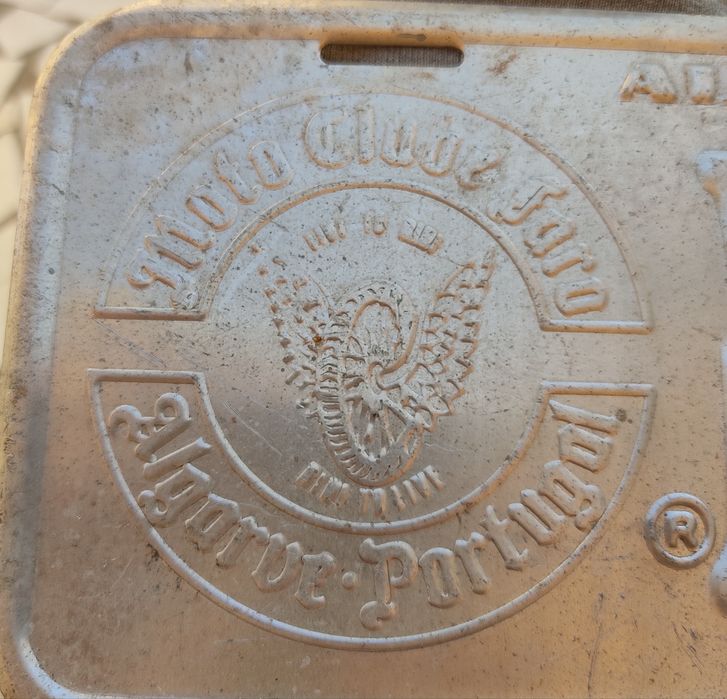 Moto Clube Faro
LIVE TO RIDE
RIDE TO LIVE
Algarve · Portugal
®